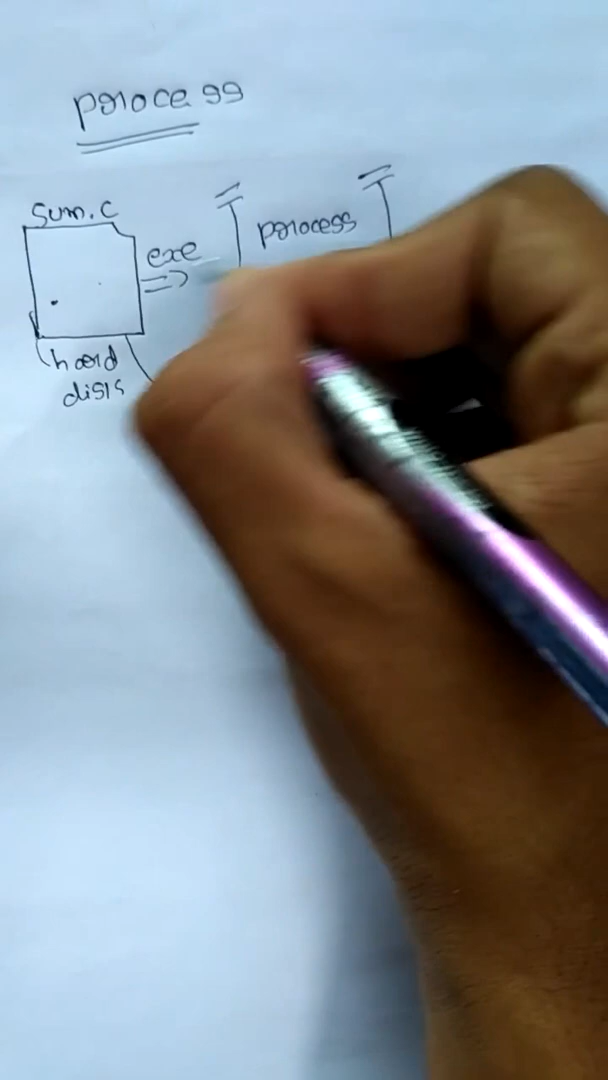 process
sum.c
exe
=>
process
hard
disk